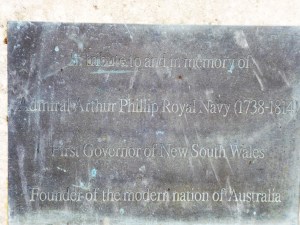 A tribute to and in memory of
Admiral Arthur Phillip Royal Navy (1738-1814
First Governor of New South Wales
Founder of the modern nation of Australia